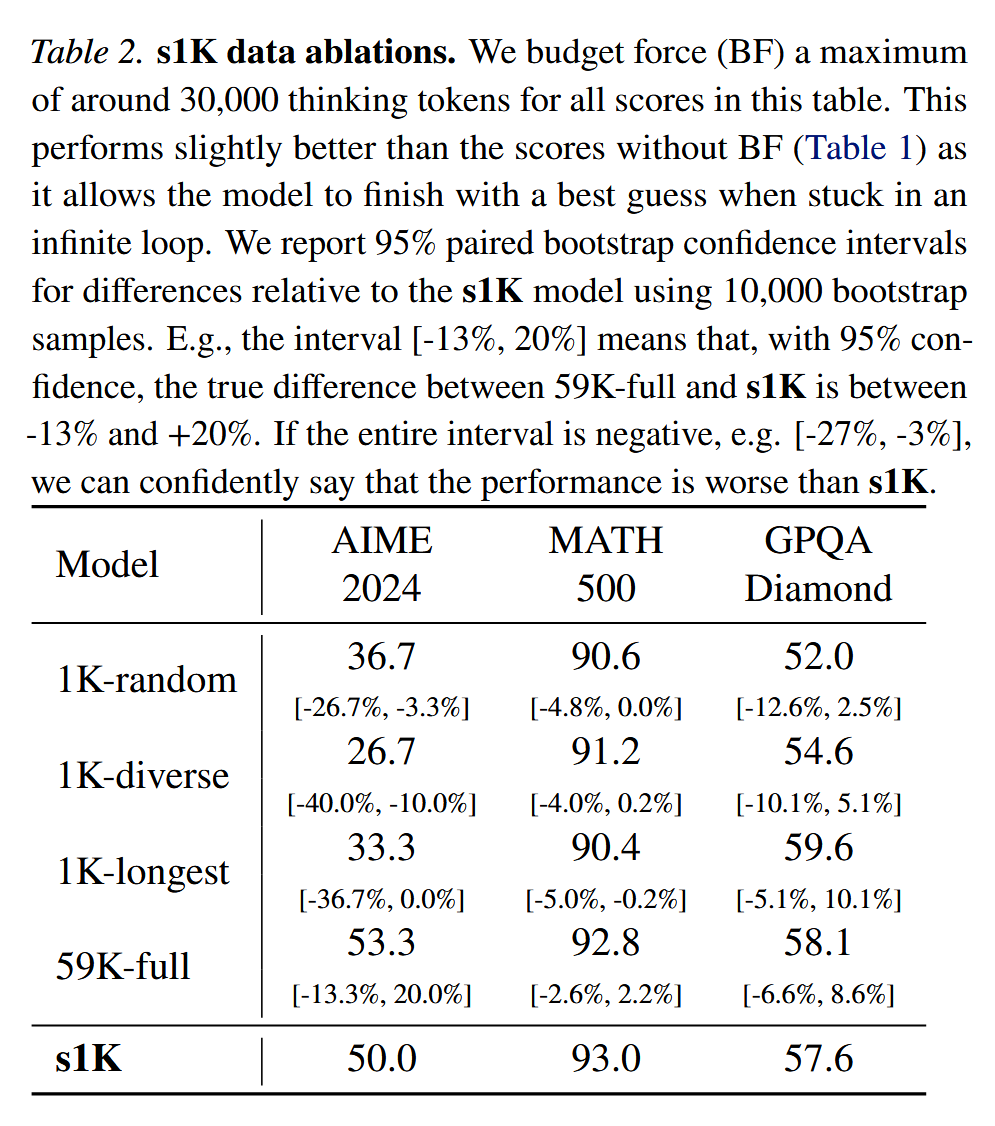 Table 2. s1K data ablations. We budget force (BF) a maximum
of around 30,000 thinking tokens for all scores in this table. This
performs slightly better than the scores without BF (Table 1) as
it allows the model to finish with a best guess when stuck in an
infinite loop. We report 95% paired bootstrap confidence intervals
for differences relative to the s1K model using 10,000 bootstrap
samples. E.g., the interval [-13%, 20%] means that, with 95% con-
fidence, the true difference between 59K-full and s1K is between
-13% and +20%. If the entire interval is negative, e.g. [-27%, -3%],
we can confidently say that the performance is worse than s1K.
Model AIME 2024 MATH 500 GPQA Diamond
1K-random 36.7 90.6 52.0
[-26.7%, -3.3%] [-4.8%, 0.0%] [-12.6%, 2.5%]
1K-diverse 26.7 91.2 54.6
[-40.0%, -10.0%] [-4.0%, 0.2%] [-10.1%, 5.1%]
1K-longest 33.3 90.4 59.6
[-36.7%, 0.0%] [-5.0%, -0.2%] [-5.1%, 10.1%]
59K-full 53.3 92.8 58.1
[-13.3%, 20.0%] [-2.6%, 2.2%] [-6.6%, 8.6%]
s1K 50.0 93.0 57.6